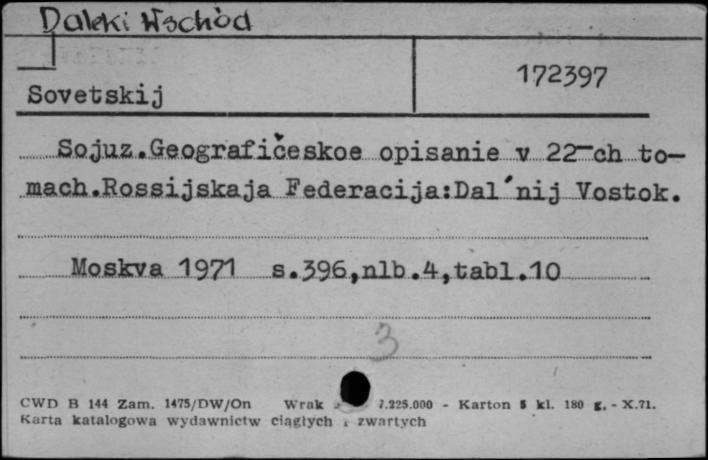 Daleki Wschód
172397
Sovetskij
Sojuz.Geografičeskoe opisanie v 22-ch to-
mach.Rossijskaja Federacija:Dal'nij Vostok.
Moskva 1971 s.396,nlb.4,tabl.10
3
CWD B 144 Zam. 1475/DW/On Wrak 7.225.000 - Karton 5 kl. 180 g. - X.71.
Karta katalogowa wydawnictw ciągłych i zwartych